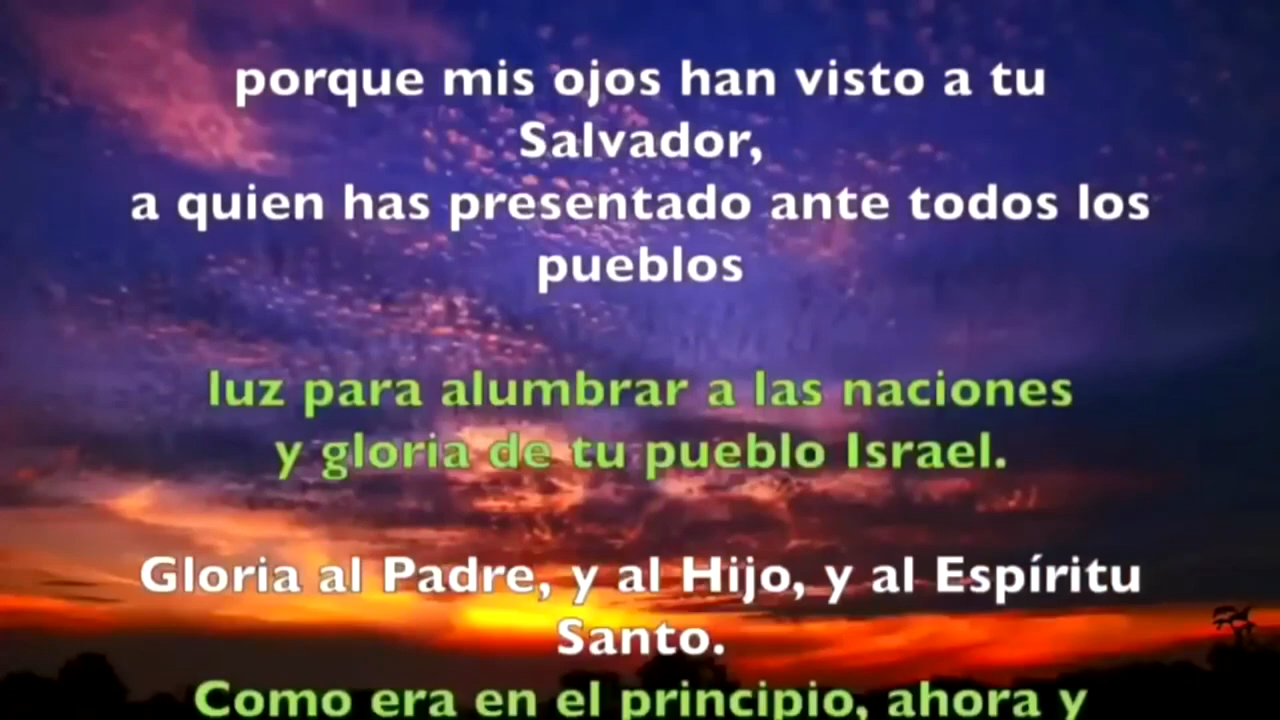 porque mis ojos han visto a tu
Salvador,
a quien has presentado ante todos los
pueblos
luz para alumbrar a las naciones
y gloria de tu pueblo Israel.
Gloria al Padre, y al Hijo, y al Espíritu
Santo.
Como era en el principio, ahora y